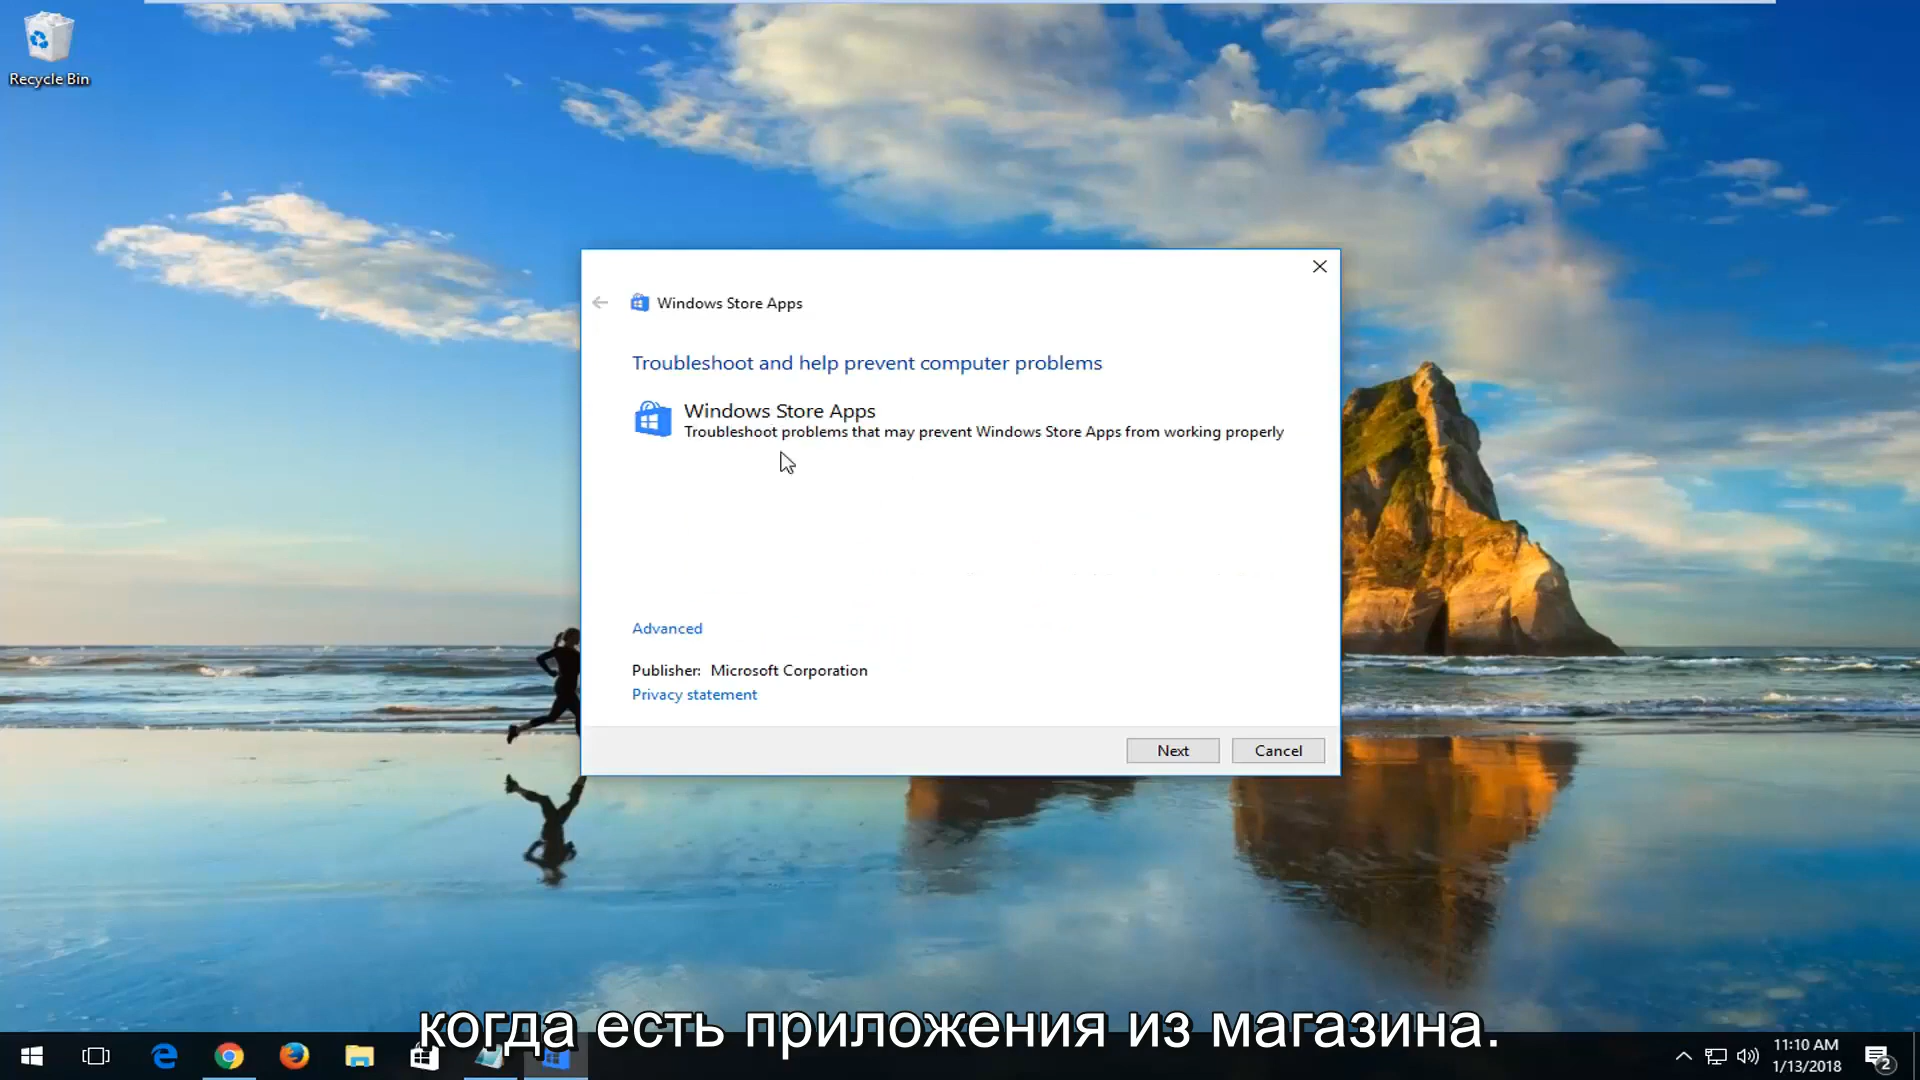 Recycle Bin
Windows Store Apps
Troubleshoot and help prevent computer problems
Windows Store Apps
Troubleshoot problems that may prevent Windows Store Apps from working properly
Advanced
Publisher: Microsoft Corporation
Privacy statement
Next
Cancel
когда есть приложения из магазина.
11:10 AM
1/13/2018
2